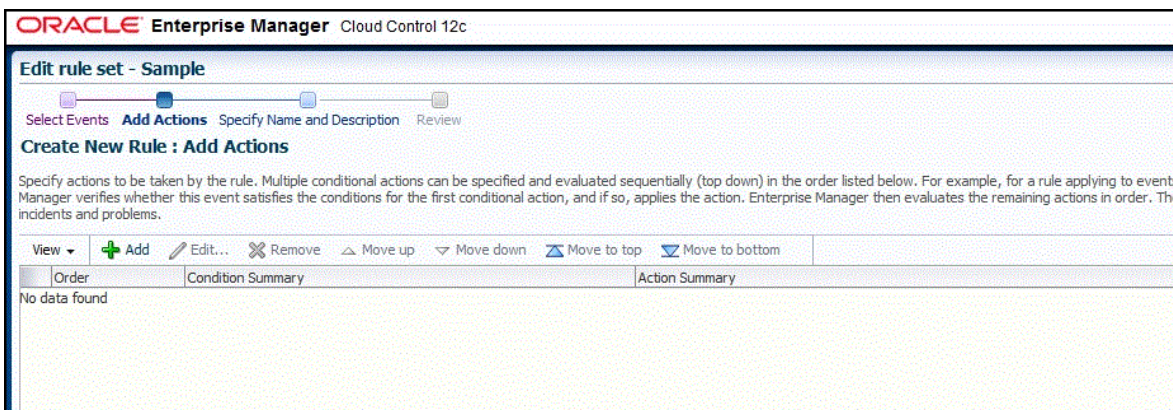 ORACLE Enterprise Manager Cloud Control 12c
Edit rule set - Sample
Select Events Add Actions Specify Name and Description Review
Create New Rule : Add Actions
Specify actions to be taken by the rule. Multiple conditional actions can be specified and evaluated sequentially (top down) in the order listed below. For example, for a rule applying to events
Manager verifies whether this event satisfies the conditions for the first conditional action, and if so, applies the action. Enterprise Manager then evaluates the remaining actions in order. Th
incidents and problems.
View Add Edit... Remove Move up Move down Move to top Move to bottom
Order Condition Summary Action Summary
No data found